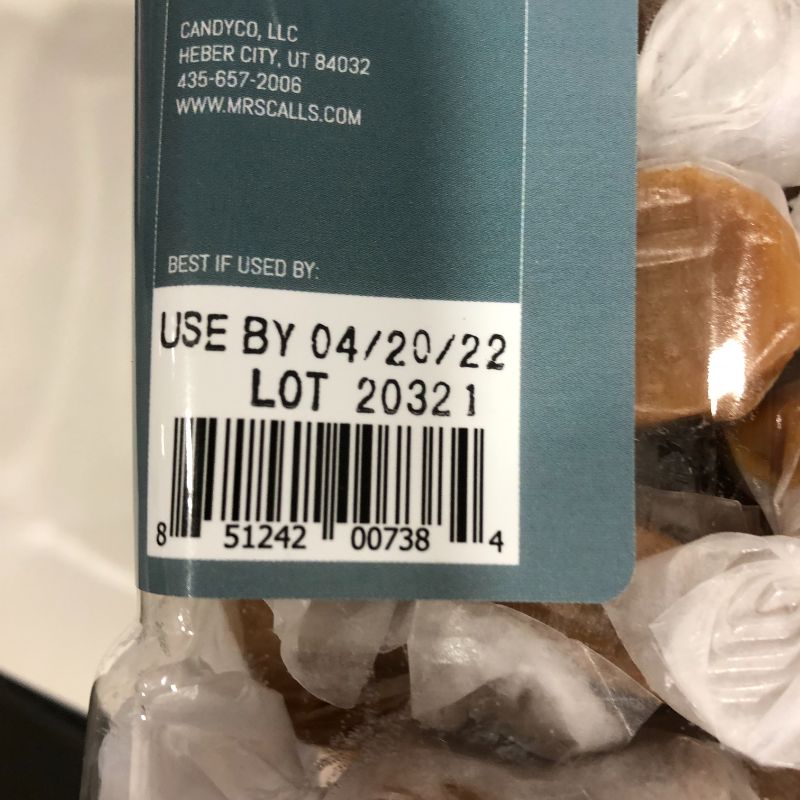 CANDYCO, LLC
HEBER CITY, UT 84032
435-657-2006
WWW.MRSCALLS.COM
BEST IF USED BY:
USE BY 04/20/22
LOT 20321
8 51242 00738 4